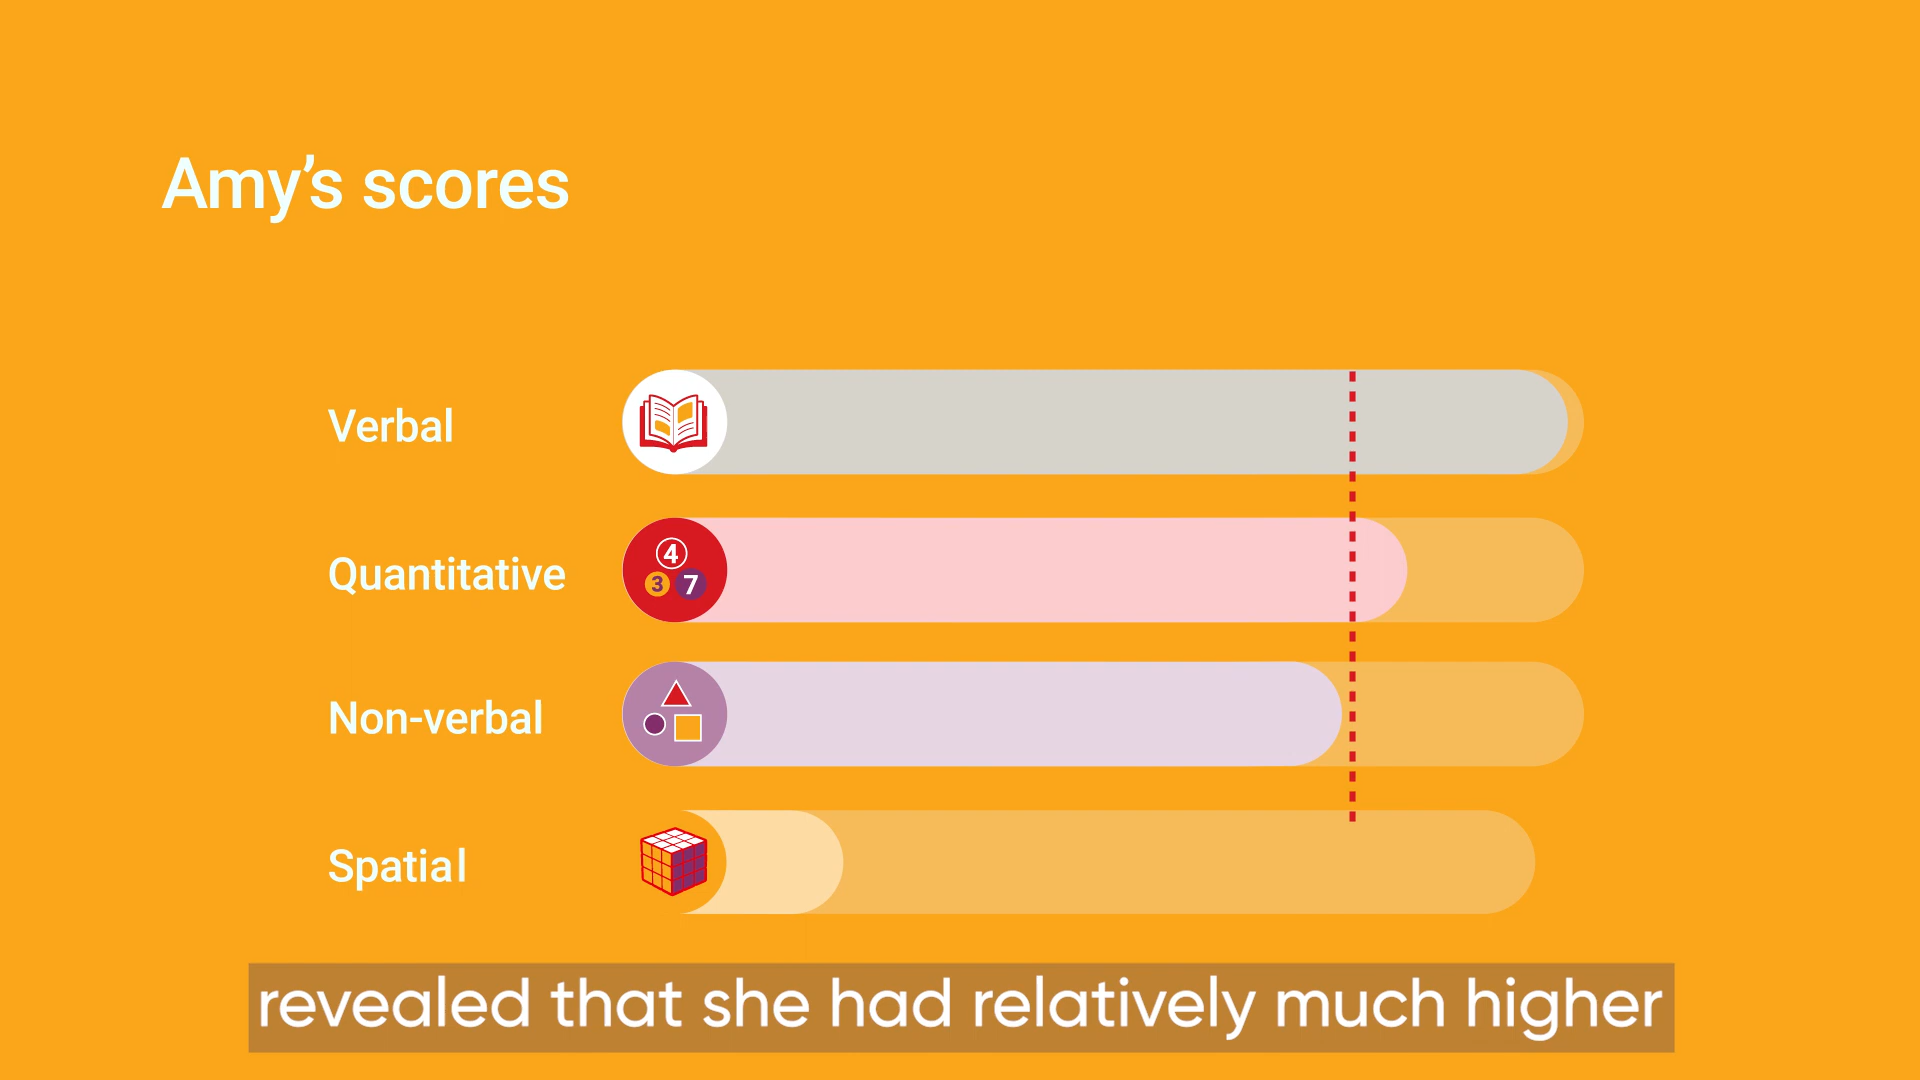 Amy’s scores
Verbal
Quantitative
4
3 7
Non-verbal
Spatial
revealed that she had relatively much higher